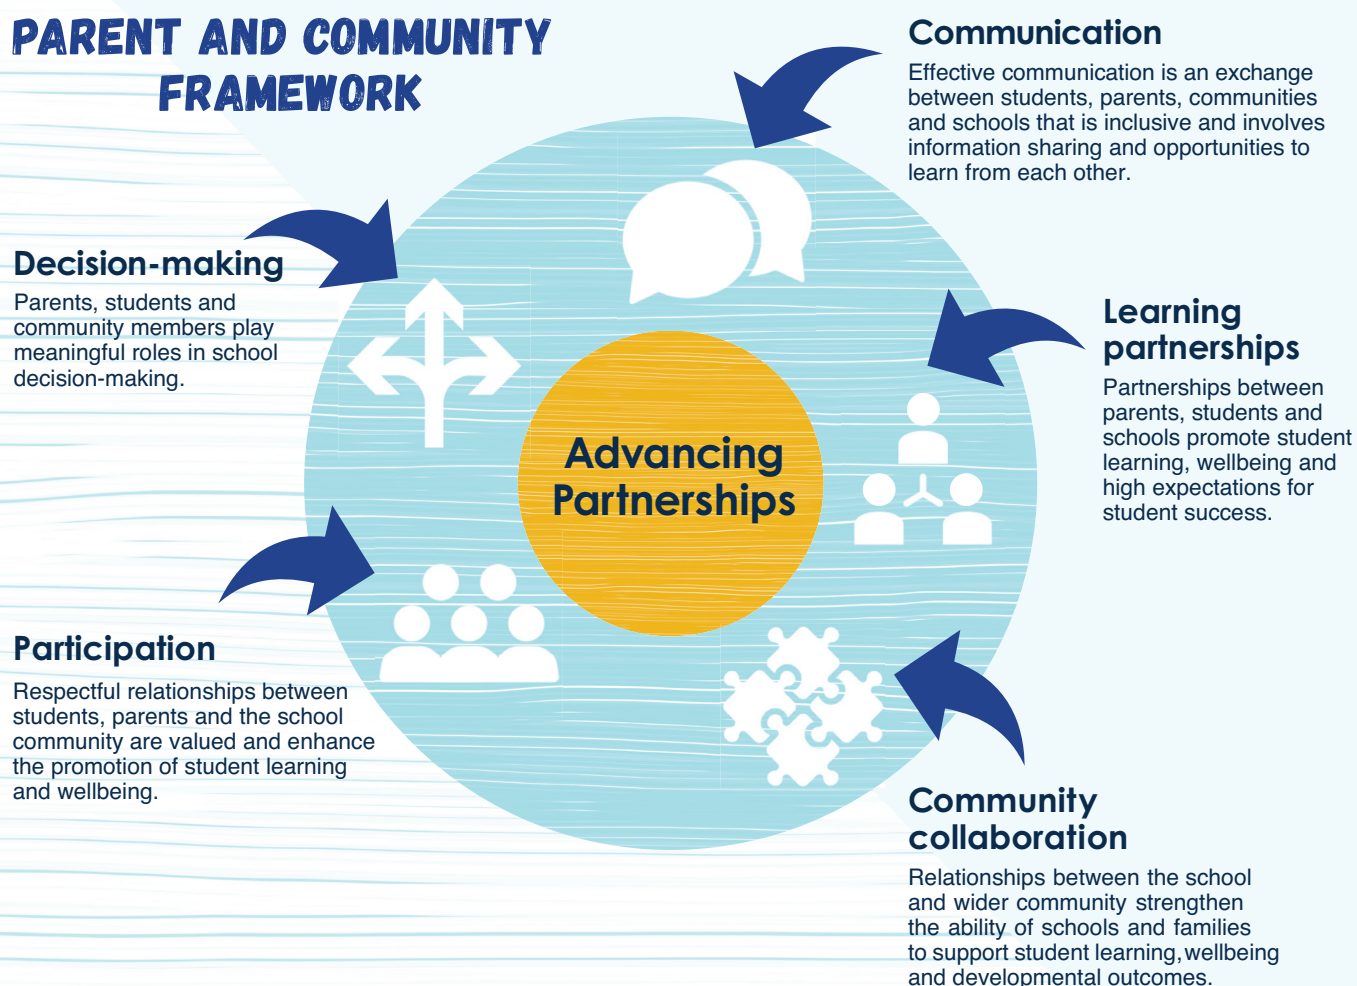 PARENT AND COMMUNITY
FRAMEWORK
Communication
Effective communication is an exchange
between students, parents, communities
and schools that is inclusive and involves
information sharing and opportunities to
learn from each other.
Decision-making
Parents, students and
community members play
meaningful roles in school
decision-making.
Learning
partnerships
Partnerships between
parents, students and
schools promote student
learning, wellbeing and
high expectations for
student success.
Advancing
Partnerships
Participation
Respectful relationships between
students, parents and the school
community are valued and enhance
the promotion of student learning
and wellbeing.
Community
collaboration
Relationships between the school
and wider community strengthen
the ability of schools and families
to support student learning, wellbeing
and developmental outcomes.